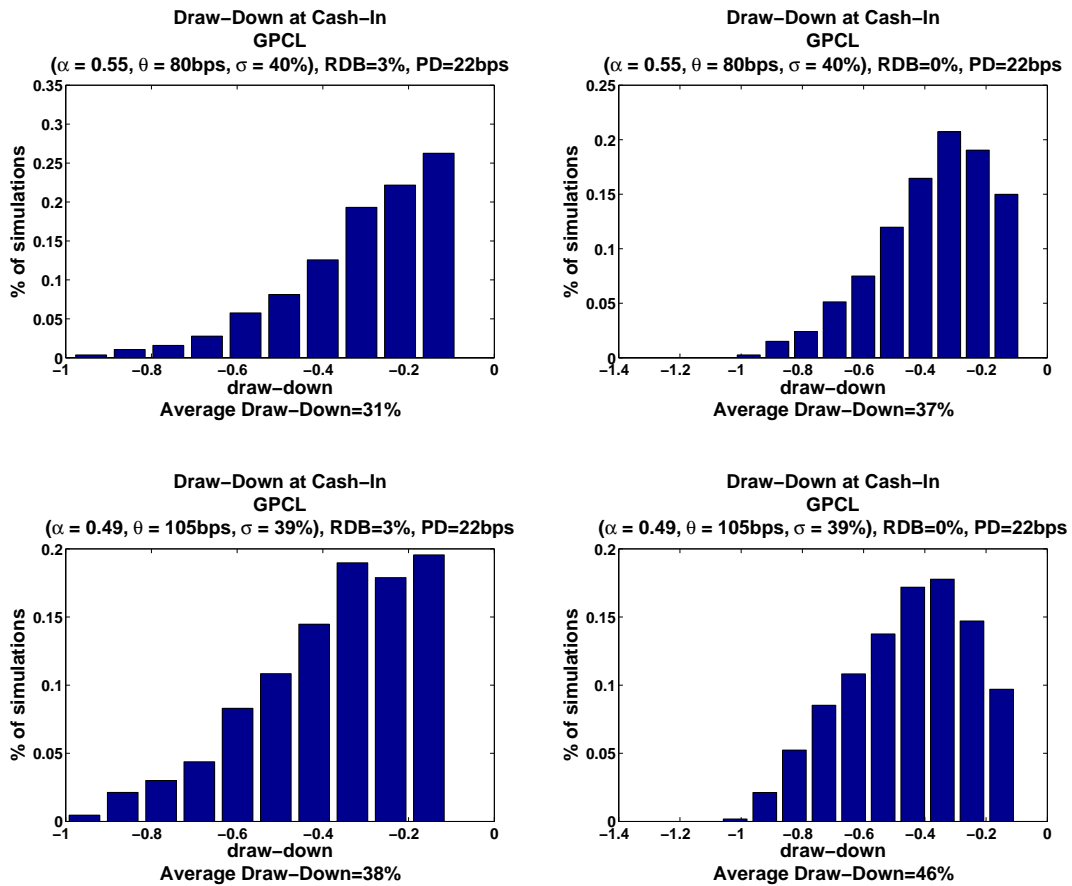 Draw−Down at Cash−In
GPCL
(α = 0.55, θ = 80bps, σ = 40%), RDB=3%, PD=22bps
0.35
0.3
0.25
0.2
0.15
0.1
0.05
0
% of simulations
−1 −0.8 −0.6 −0.4 −0.2 0
draw−down
Average Draw−Down=31%
Draw−Down at Cash−In
GPCL
(α = 0.55, θ = 80bps, σ = 40%), RDB=0%, PD=22bps
0.25
0.2
0.15
0.1
0.05
0
% of simulations
−1.4 −1.2 −1 −0.8 −0.6 −0.4 −0.2 0
draw−down
Average Draw−Down=37%
Draw−Down at Cash−In
GPCL
(α = 0.49, θ = 105bps, σ = 39%), RDB=3%, PD=22bps
0.2
0.15
0.1
0.05
0
% of simulations
−1 −0.8 −0.6 −0.4 −0.2 0
draw−down
Average Draw−Down=38%
Draw−Down at Cash−In
GPCL
(α = 0.49, θ = 105bps, σ = 39%), RDB=0%, PD=22bps
0.2
0.15
0.1
0.05
0
% of simulations
−1.4 −1.2 −1 −0.8 −0.6 −0.4 −0.2 0
draw−down
Average Draw−Down=46%